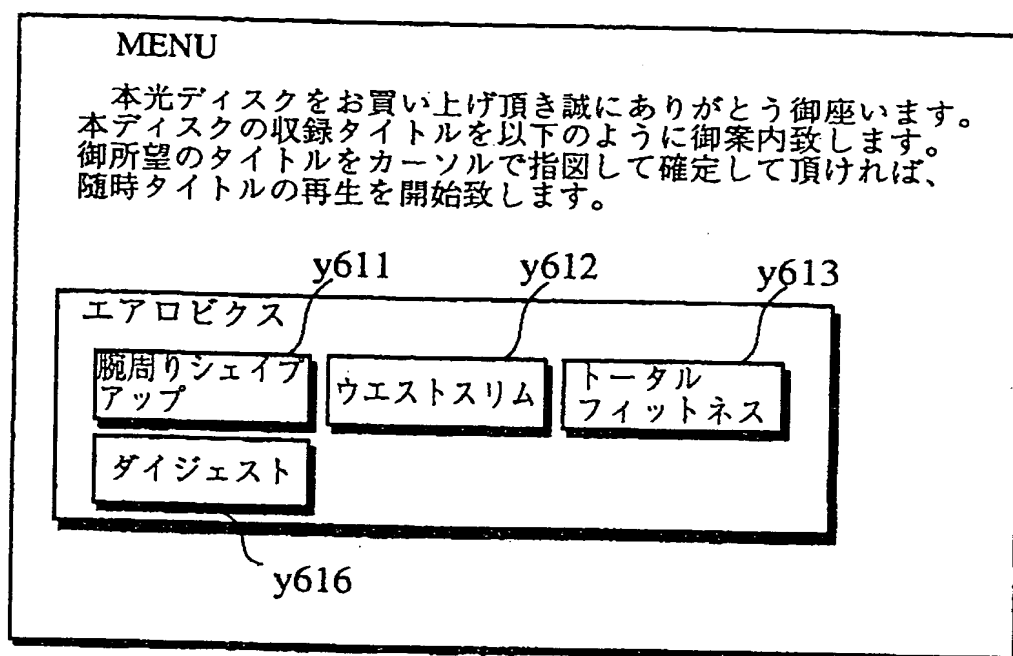 MENU
本光ディスクをお買い上げ頂き誠にありがとう御座います。
本ディスクの収録タイトルを以下のように御案内致します。
御所望のタイトルをカーソルで指図して確定して頂ければ、
随時タイトルの再生を開始致します。
y611
y612
y613
エアロビクス
腕周りシェイプ
アップ
ウエストスリム
トータル
フィットネス
ダイジェスト
y616